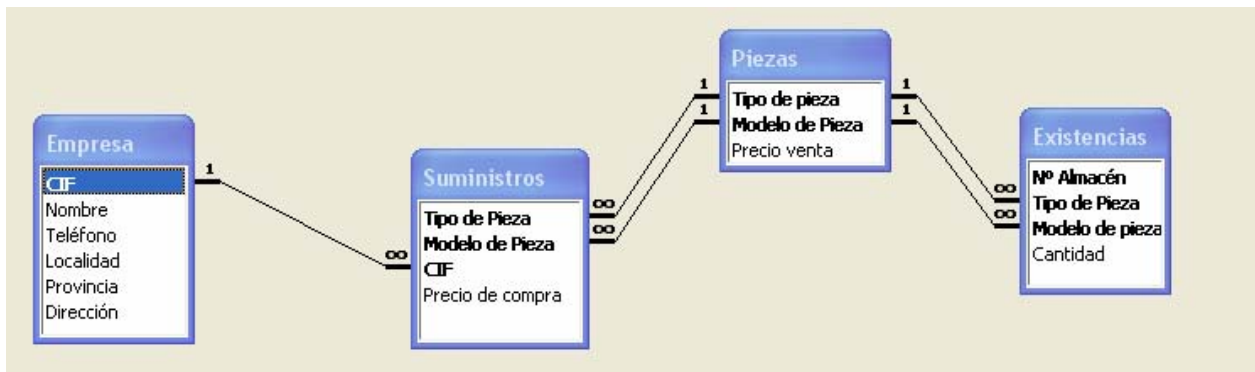 Empresa
CIF
Nombre
Teléfono
Localidad
Provincia
Dirección
1
∞
Suministros
Tipo de Pieza
Modelo de Pieza
CIF
Precio de compra
∞
∞
1
1
Piezas
Tipo de pieza
Modelo de Pieza
Precio venta
1
1
∞
∞
Existencias
Nº Almacén
Tipo de Pieza
Modelo de pieza
Cantidad